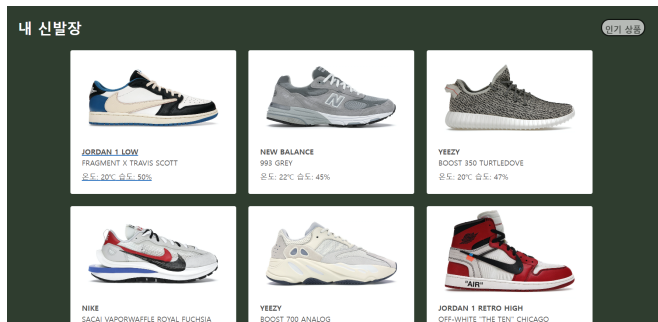 내 신발장
인기 상품
JORDAN 1 LOW
FRAGMENT X TRAVIS SCOTT
온도: 20℃ 습도: 50%
NEW BALANCE
993 GREY
온도: 22℃ 습도: 45%
YEEZY
BOOST 350 TURTLEDOVE
온도: 20℃ 습도: 47%
NIKE
SACAI VAPORWAFFLE ROYAL FUCHSIA
YEEZY
BOOST 700 ANALOG
JORDAN 1 RETRO HIGH
OFF-WHITE "THE TEN" CHICAGO
"AIR"